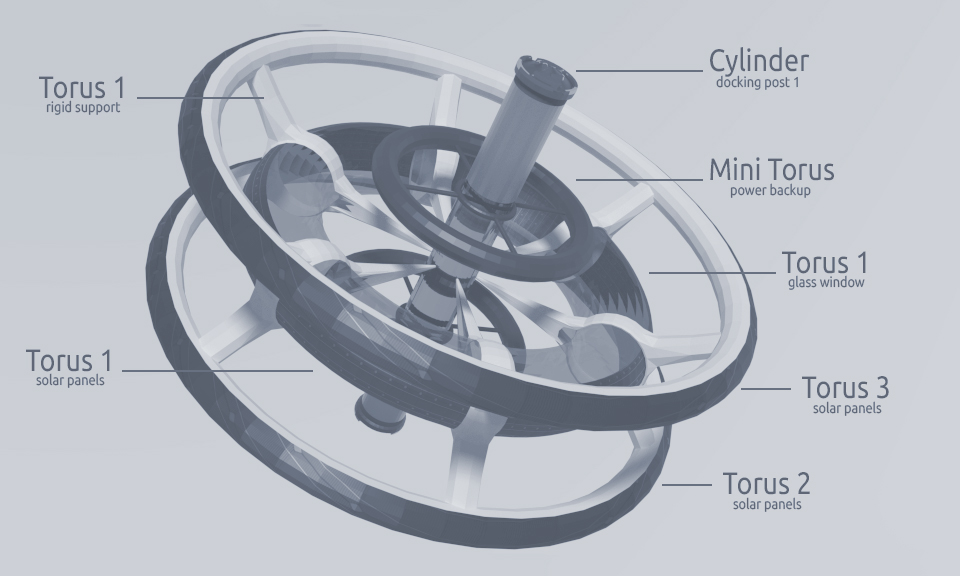 Torus 1
rigid support
Torus 1
solar panels
Cylinder
docking post 1
Mini Torus
power backup
Torus 1
glass window
Torus 3
solar panels
Torus 2
solar panels